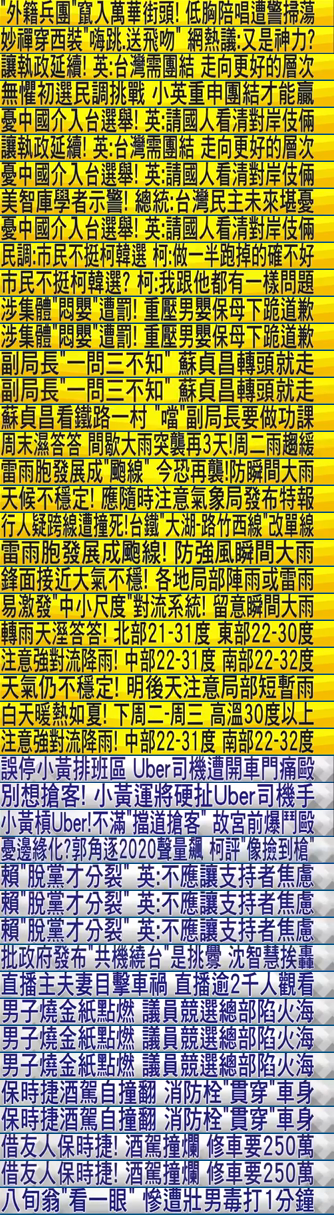 "外籍兵團"竄入萬華街頭! 低胸陪唱遭警掃蕩
妙禪穿西裝"嗨跳.送飛吻" 網熱議:又是神力?
讓執政延續! 英:台灣需團結 走向更好的層次
無懼初選民調挑戰 小英重申團結才能贏
憂中國介入台選舉! 英:請國人看清對岸伎倆
讓執政延續! 英:台灣需團結 走向更好的層次
憂中國介入台選舉! 英:請國人看清對岸伎倆
美智庫學者示警! 總統:台灣民主未來堪憂
憂中國介入台選舉! 英:請國人看清對岸伎倆
民調:市民不挺柯韓選 柯:做一半跑掉的確不好
市民不挺柯韓選? 柯:我跟他都有一樣問題
涉集體"悶嬰"遭罰! 重壓男嬰保母下跪道歉
涉集體"悶嬰"遭罰! 重壓男嬰保母下跪道歉
副局長"一問三不知" 蘇貞昌轉頭就走
副局長"一問三不知" 蘇貞昌轉頭就走
蘇貞昌看鐵路一村 "噹"副局長要做功課
周末濕答答 間歇大雨突襲再3天!周二雨趨緩
雷雨胞發展成"颮線" 今恐再襲!防瞬間大雨
天候不穩定! 應隨時注意氣象局發布特報
行人疑跨線遭撞死!台鐵"大湖-路竹西線"改單線
雷雨胞發展成颮線! 防強風瞬間大雨
鋒面接近大氣不穩! 各地局部陣雨或雷雨
易激發"中小尺度"對流系統! 留意瞬間大雨
轉雨天溼答答! 北部21-31度 東部22-30度
注意強對流降雨! 中部22-31度 南部22-32度
天氣仍不穩定! 明後天注意局部短暫雨
白天暖熱如夏! 下周二-周三 高溫30度以上
注意強對流降雨! 中部22-31度 南部22-32度
誤停小黃排班區 Uber司機遭開車門痛毆
別想搶客! 小黃運將硬扯Uber司機手
小黃槓Uber!不滿"擋道搶客" 故宮前爆鬥毆
憂邊緣化?郭角逐2020聲量飆 柯評"像撿到槍"
賴"脫黨才分裂" 英:不應讓支持者焦慮
賴"脫黨才分裂" 英:不應讓支持者焦慮
賴"脫黨才分裂" 英:不應讓支持者焦慮
批政府發布"共機繞台"是挑釁 沈智慧挨轟
直播主夫妻目擊車禍 直播逾2千人觀看
男子燒金紙點燃 議員競選總部陷火海
男子燒金紙點燃 議員競選總部陷火海
男子燒金紙點燃 議員競選總部陷火海
保時捷酒駕自撞翻 消防栓"貫穿"車身
保時捷酒駕自撞翻 消防栓"貫穿"車身
借友人保時捷! 酒駕撞爛 修車要250萬
借友人保時捷! 酒駕撞爛 修車要250萬
八旬翁"看一眼" 慘遭壯男毒打1分鐘